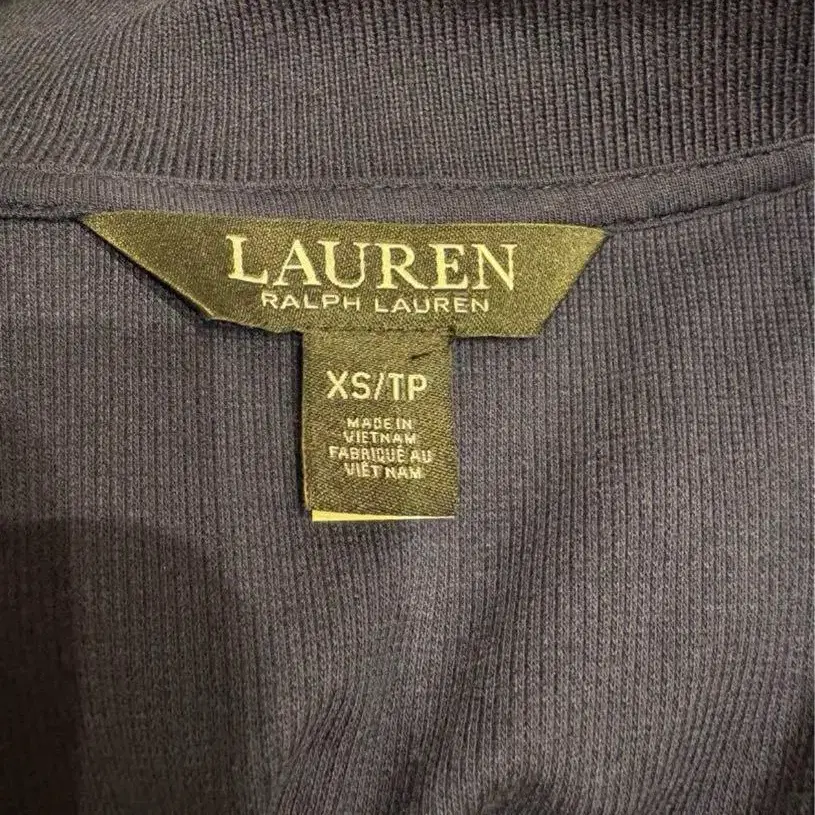 LAUREN
RALPH LAUREN
XS/TP
MADE IN
VIETNAM
FABRIQUÉ AU
VIÊT NAM